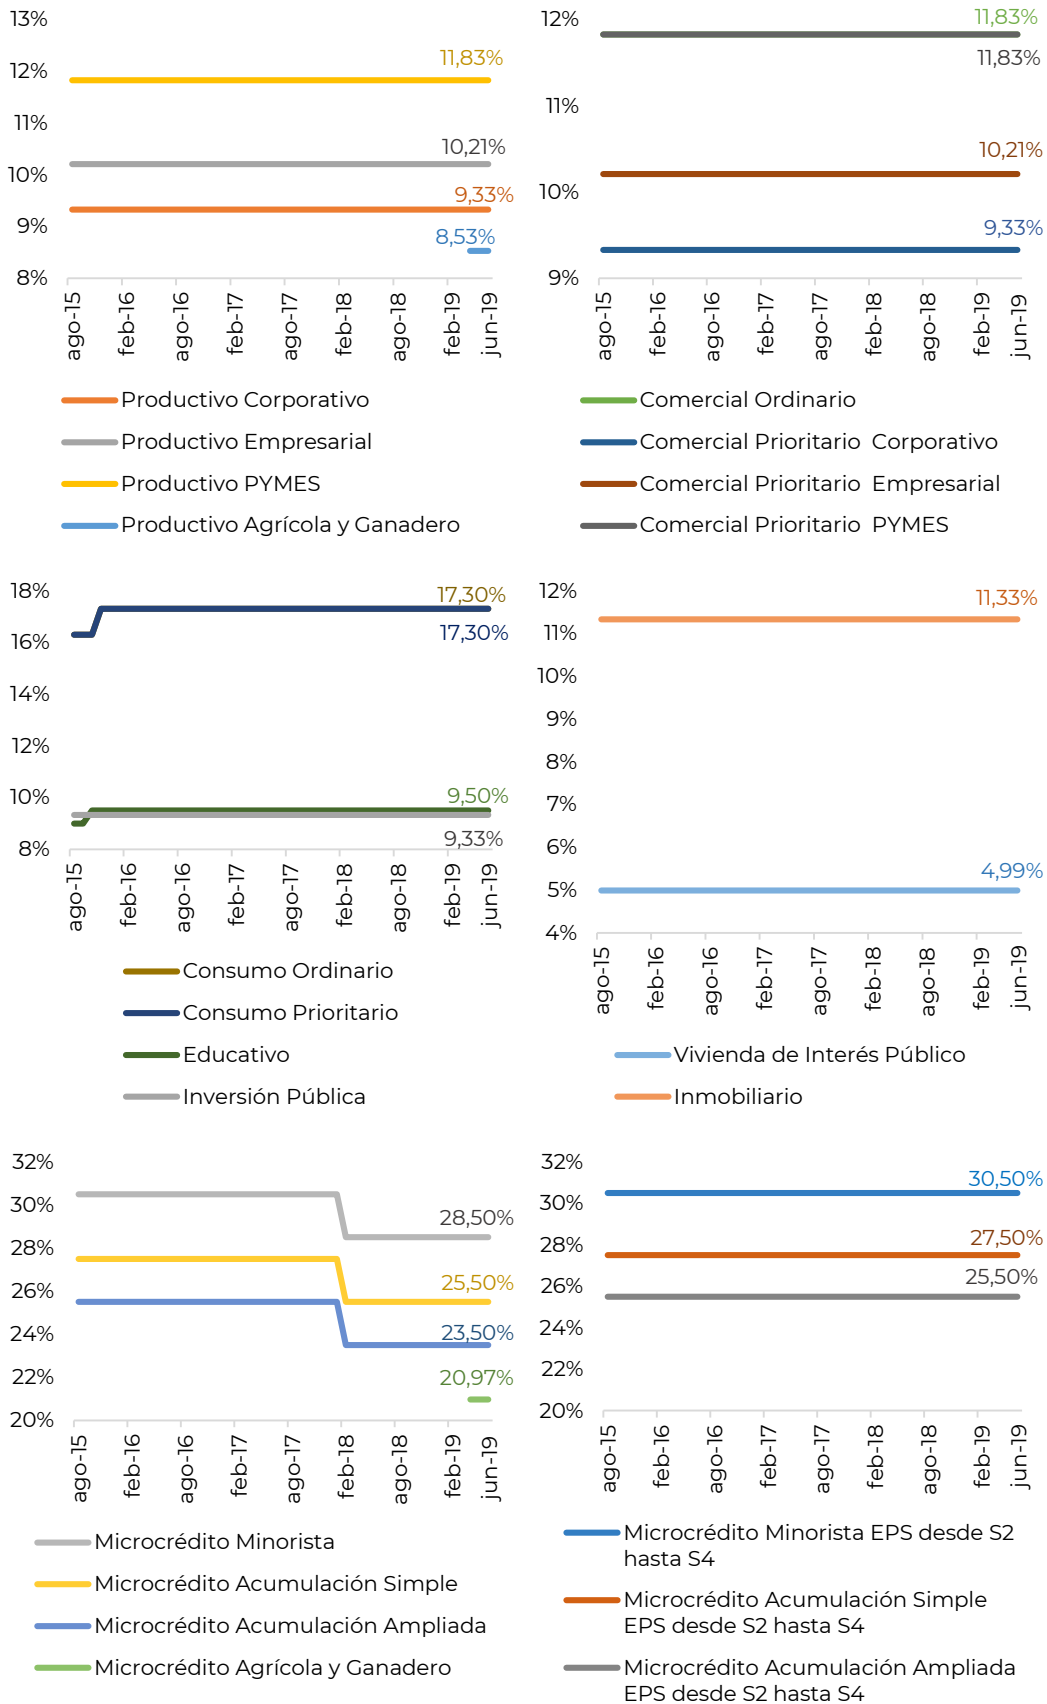 13%
12%
11%
10%
9%
8%
11,83%
10,21%
9,33%
8,53%
ago-15
feb-16
ago-16
feb-17
ago-17
feb-18
ago-18
feb-19
jun-19
Productivo Corporativo
Productivo Empresarial
Productivo PYMES
Productivo Agrícola y Ganadero
12%
11%
10%
9%
11,83%
11,83%
10,21%
9,33%
ago-15
feb-16
ago-16
feb-17
ago-17
feb-18
ago-18
feb-19
jun-19
Comercial Ordinario
Comercial Prioritario Corporativo
Comercial Prioritario Empresarial
Comercial Prioritario PYMES
18%
16%
14%
12%
10%
8%
17,30%
17,30%
9,50%
9,33%
ago-15
feb-16
ago-16
feb-17
ago-17
feb-18
ago-18
feb-19
jun-19
Consumo Ordinario
Consumo Prioritario
Educativo
Inversión Pública
12%
11%
10%
9%
8%
7%
6%
5%
4%
11,33%
4,99%
ago-15
feb-16
ago-16
feb-17
ago-17
feb-18
ago-18
feb-19
jun-19
Vivienda de Interés Público
Inmobiliario
32%
30%
28%
26%
24%
22%
20%
28,50%
25,50%
23,50%
20,97%
ago-15
feb-16
ago-16
feb-17
ago-17
feb-18
ago-18
feb-19
jun-19
Microcrédito Minorista
Microcrédito Acumulación Simple
Microcrédito Acumulación Ampliada
Microcrédito Agrícola y Ganadero
32%
30%
28%
26%
24%
22%
20%
30,50%
27,50%
25,50%
ago-15
feb-16
ago-16
feb-17
ago-17
feb-18
ago-18
feb-19
jun-19
Microcrédito Minorista EPS desde S2
hasta S4
Microcrédito Acumulación Simple
EPS desde S2 hasta S4
Microcrédito Acumulación Ampliada
EPS desde S2 hasta S4